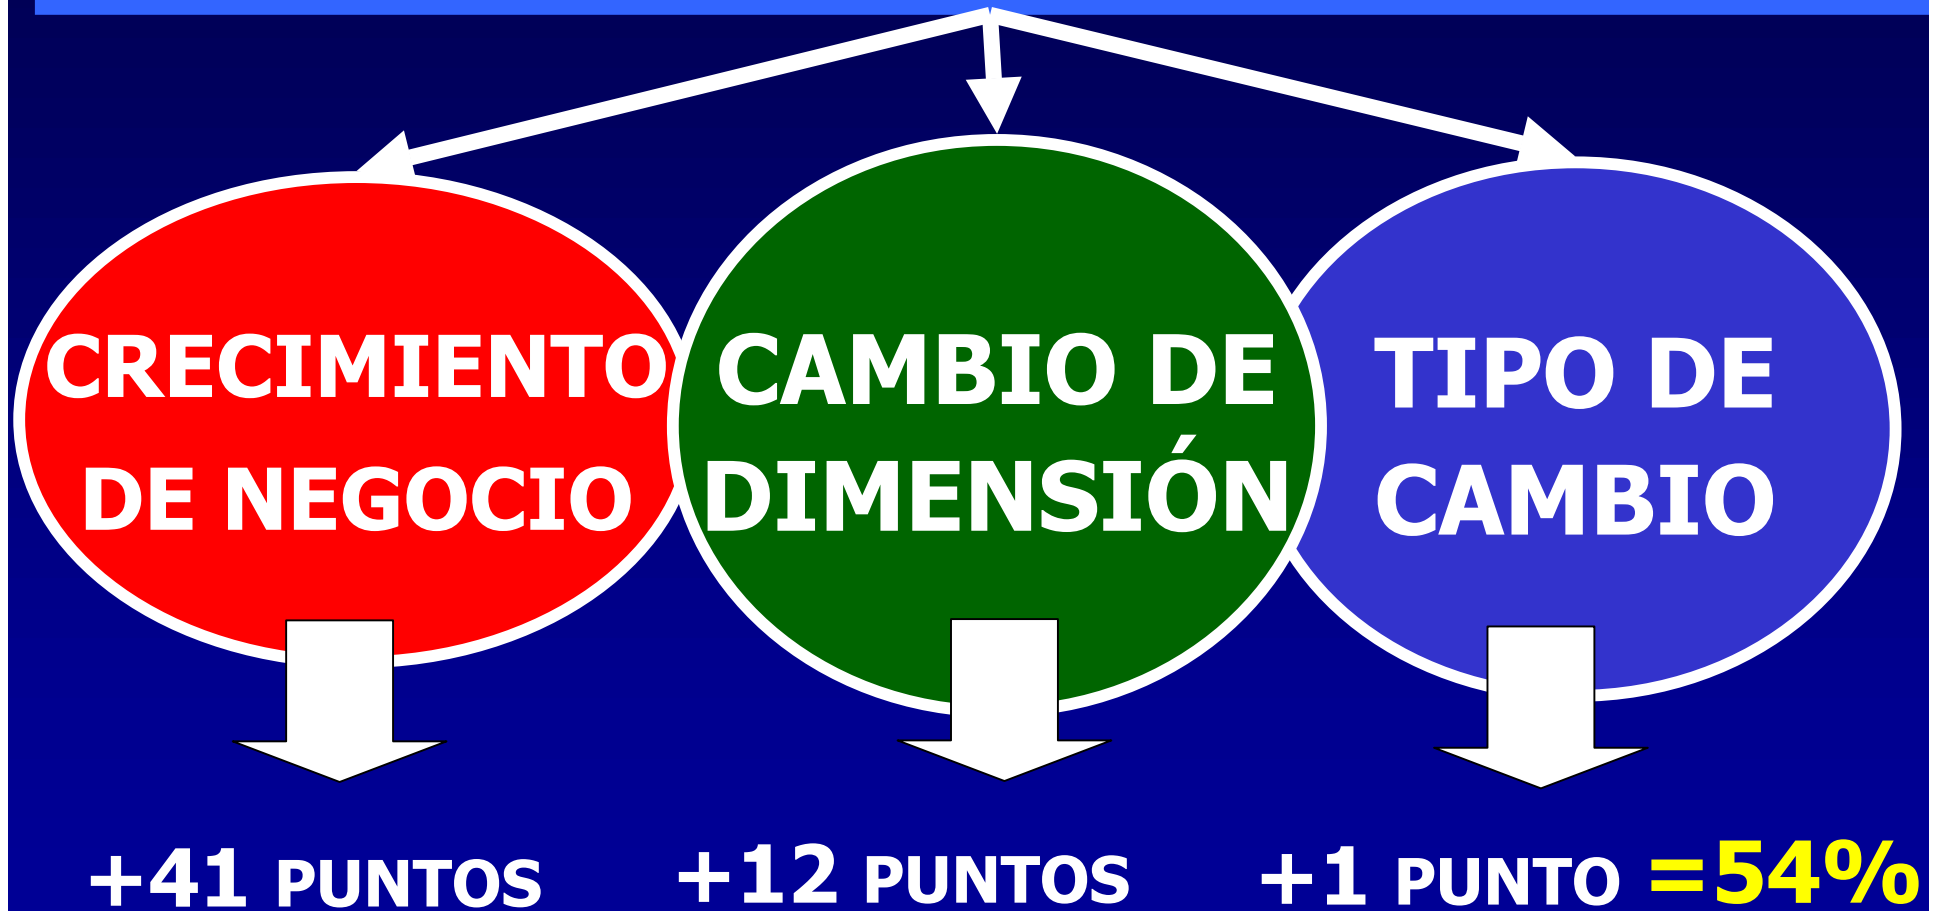 CRECIMIENTO
DE NEGOCIO
CAMBIO DE
DIMENSIÓN
TIPO DE
CAMBIO
+41 PUNTOS
+12 PUNTOS
+1 PUNTO =54%